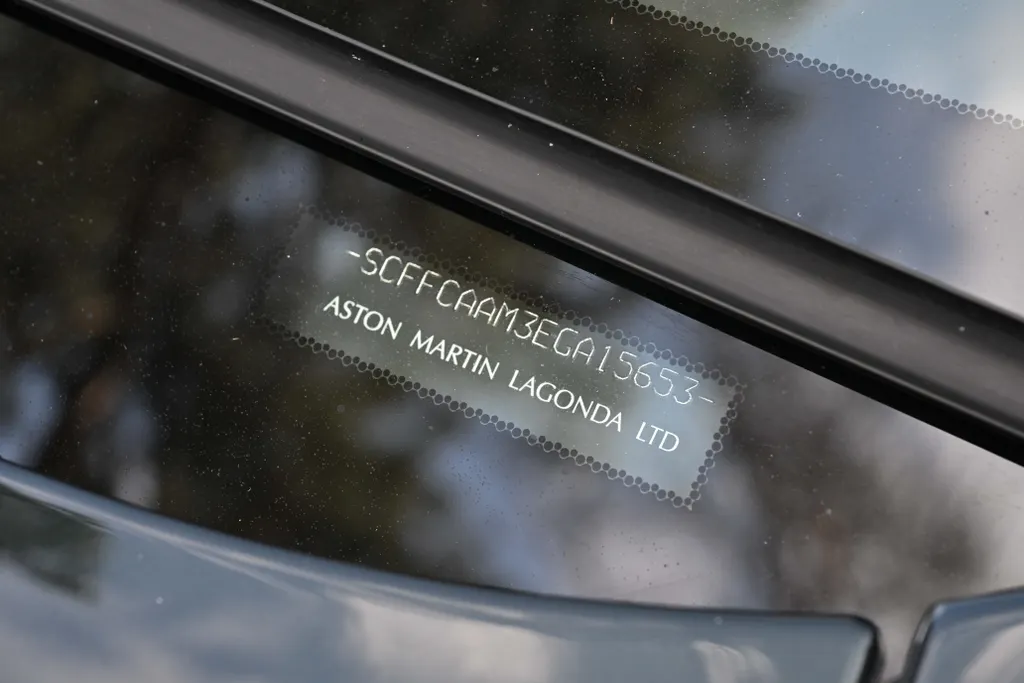 -SCFFCAAM3EGA15653-
ASTON MARTIN LAGONDA LTD